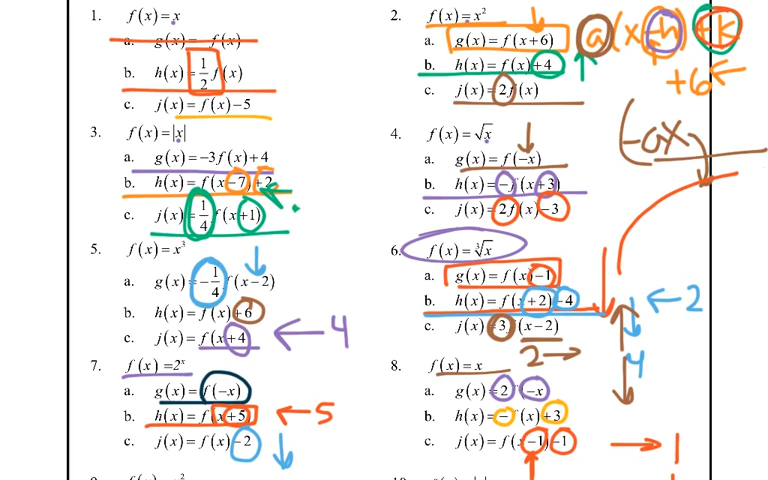 1. f(x) = x
a. g(x) = -f(x)
b. h(x) = 1/2 f(x)
c. j(x) = f(x) - 5
2. f(x) = x²
a. g(x) = f(x+6)
b. h(x) = f(x) + 4
c. j(x) = 2f(x)
a(x-h)+k
+6←
3. f(x) = |x|
a. g(x) = -3f(x) + 4
b. h(x) = f(x-7) + 2
c. j(x) = 1/4 f(x+1)
4. f(x) = √x
a. g(x) = f(-x)
b. h(x) = -f(x+3)
c. j(x) = 2f(x) - 3
5. f(x) = x³
a. g(x) = -1/4 f(x-2)
b. h(x) = f(x) + 6
c. j(x) = f(x+4)
←4
6. f(x) = ∛x
a. g(x) = f(x) - 1
b. h(x) = f(x+2) - 4
c. j(x) = 3f(x-2)
2→
←2
4
7. f(x) = 2ˣ
a. g(x) = f(-x)
b. h(x) = f(x+5)
←5
c. j(x) = f(x) - 2
8. f(x) = x
a. g(x) = 2f(-x)
b. h(x) = -f(x) + 3
c. j(x) = f(x-1) - 1
→1